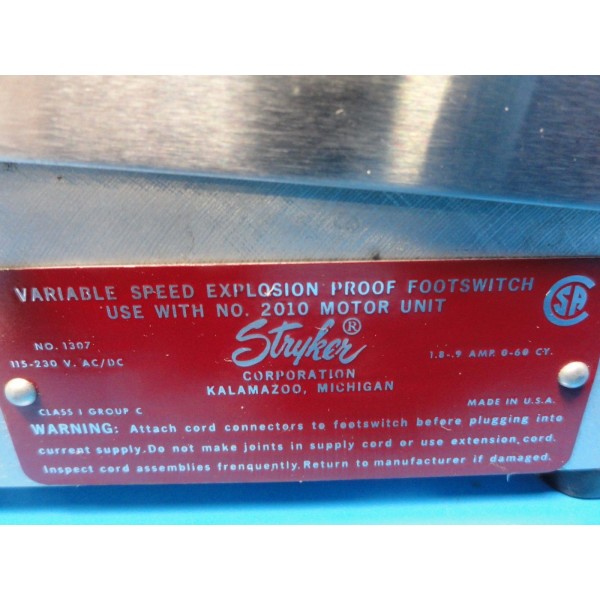 VARIABLE SPEED EXPLOSION PROOF FOOTSWITCH
USE WITH NO. 2010 MOTOR UNIT
CSA
NO. 1307
115-230 V. AC/DC
Stryker®
CORPORATION
KALAMAZOO, MICHIGAN
1.8-.9 AMP. 0-60 CY.
CLASS I GROUP C
MADE IN U.S.A.
WARNING: Attach cord connectors to footswitch before plugging into
current supply. Do not make joints in supply cord or use extension cord.
Inspect cord assemblies frenquently. Return to manufacturer if damaged.